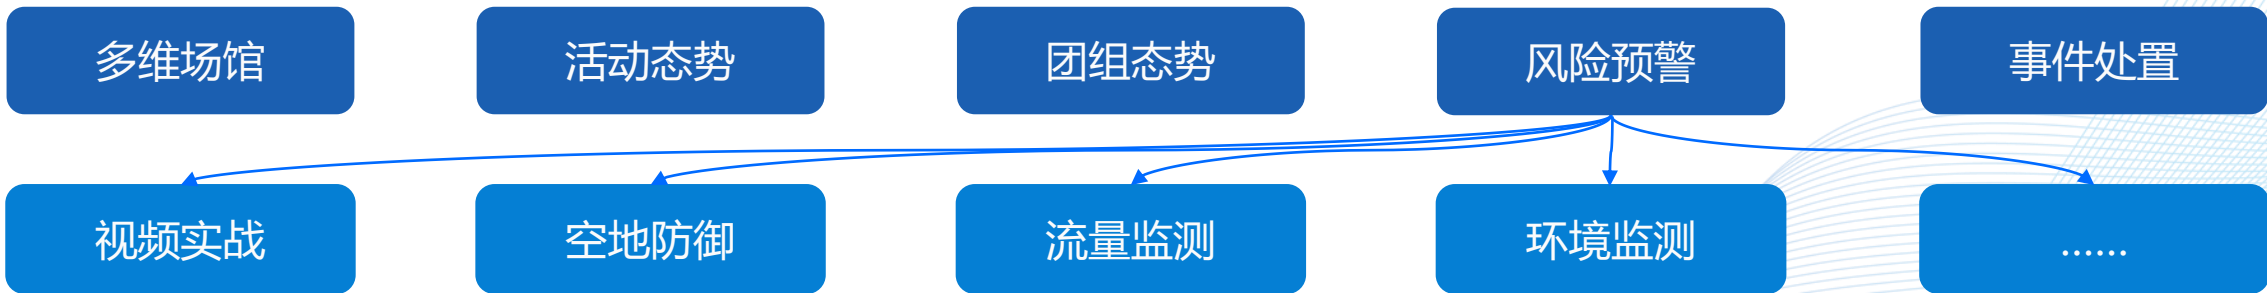 多维场馆
活动态势
团组态势
风险预警
事件处置
视频实战
空地防御
流量监测
环境监测
......